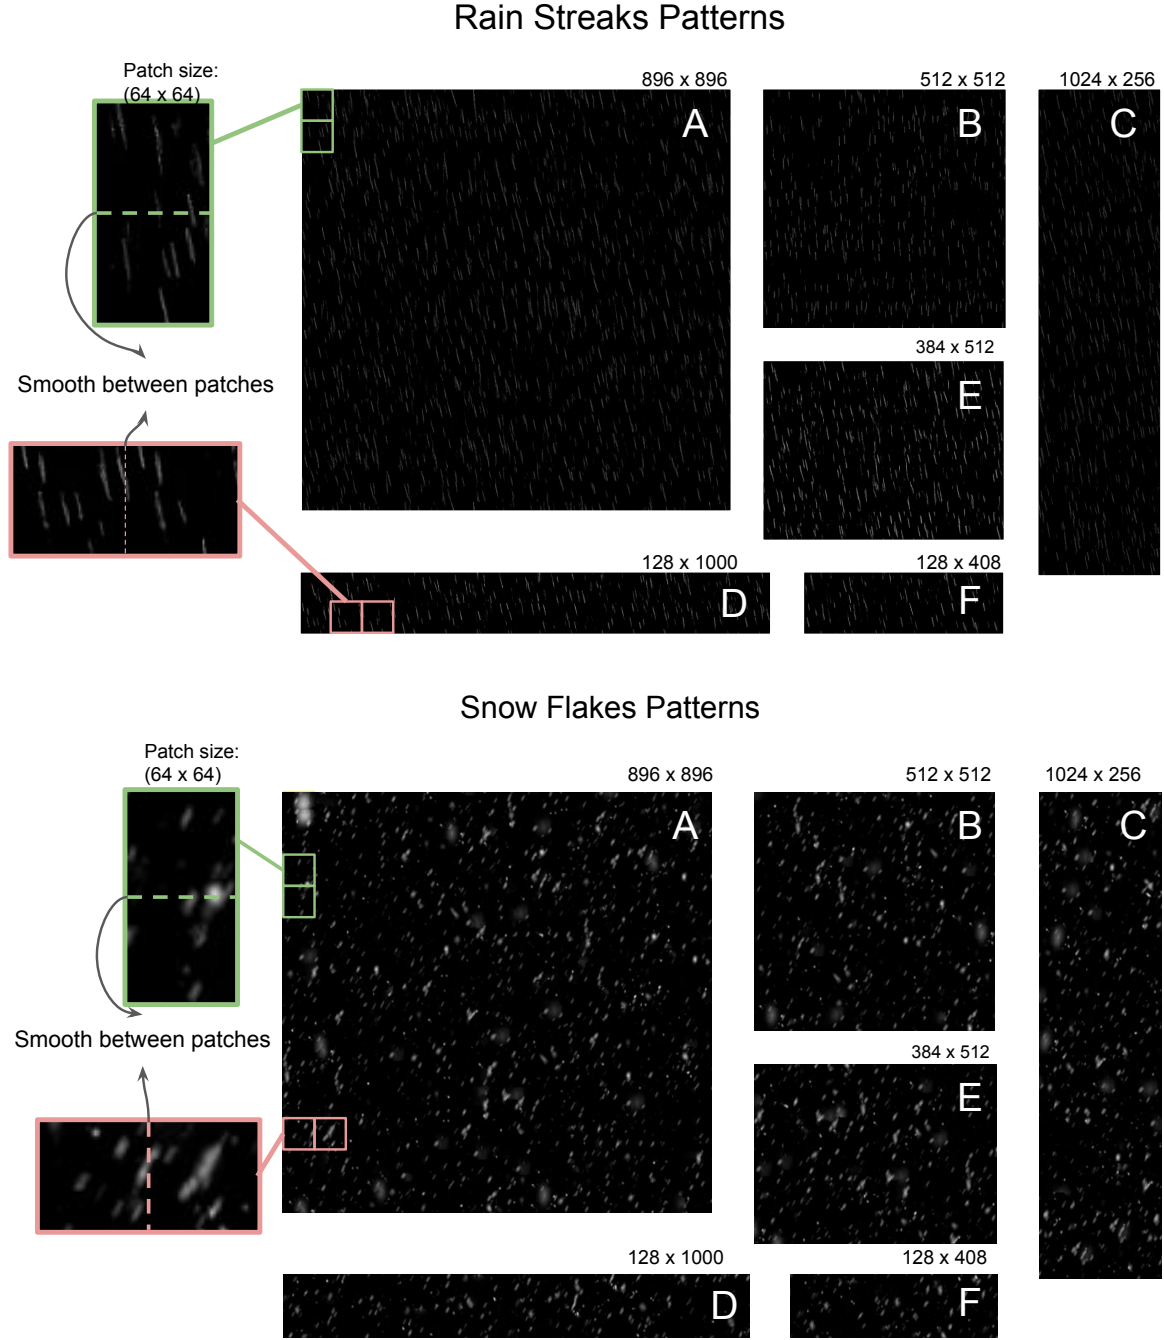 Rain Streaks Patterns
Patch size:
(64 x 64)
896 x 896
512 x 512
1024 x 256
A
B
C
Smooth between patches
384 x 512
E
128 x 1000
128 x 408
D
F
Snow Flakes Patterns
Patch size:
(64 x 64)
896 x 896
512 x 512
1024 x 256
A
B
C
Smooth between patches
384 x 512
E
128 x 1000
128 x 408
D
F